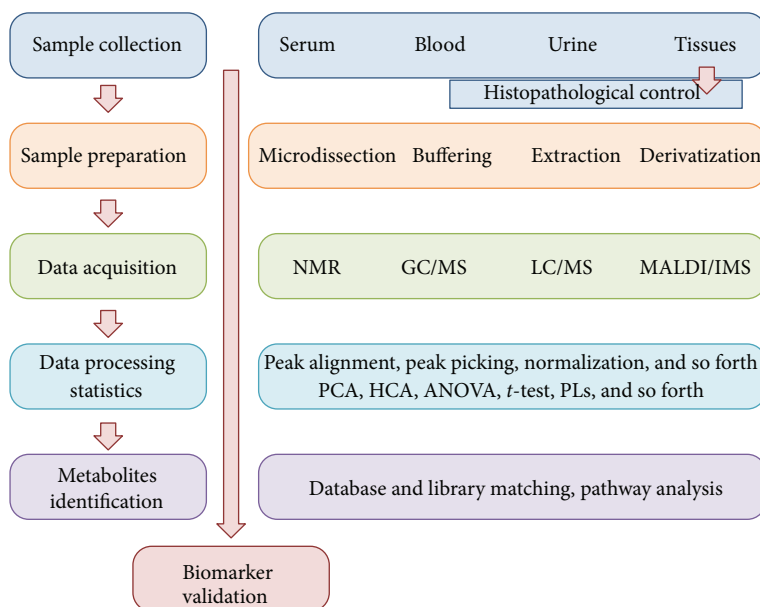 Sample collection
Serum Blood Urine Tissues
Histopathological control
Sample preparation
Microdissection Buffering Extraction Derivatization
Data acquisition
NMR GC/MS LC/MS MALDI/IMS
Data processing
statistics
Peak alignment, peak picking, normalization, and so forth
PCA, HCA, ANOVA, t-test, PLs, and so forth
Metabolites
identification
Database and library matching, pathway analysis
Biomarker
validation